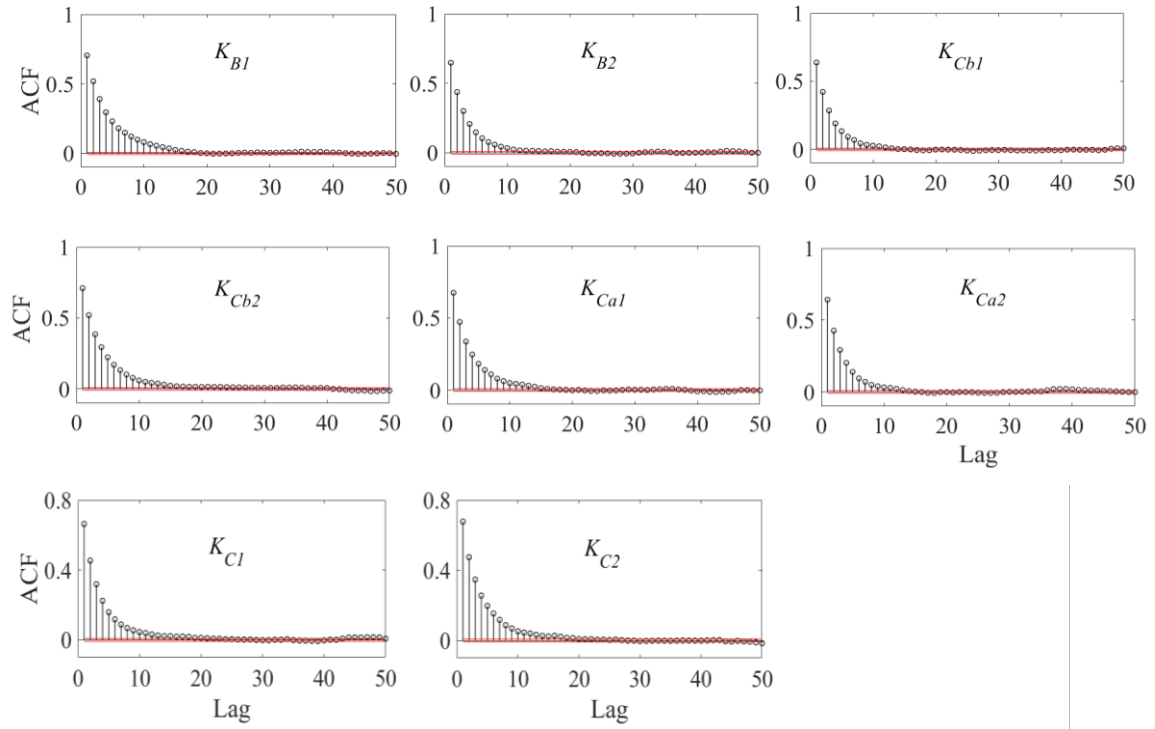 1 1 1
K_B1 K_B2 K_Cb1
ACF 0.5 0.5 0.5
0 0 0
0 10 20 30 40 50 0 10 20 30 40 50 0 10 20 30 40 50
1 1 1
K_Cb2 K_Ca1 K_Ca2
ACF 0.5 0.5 0.5
0 0 0
0 10 20 30 40 50 0 10 20 30 40 50 0 10 20 30 40 50
Lag
0.8 0.8
K_C1 K_C2
ACF 0.4 0.4
0 0
0 10 20 30 40 50 0 10 20 30 40 50
Lag Lag